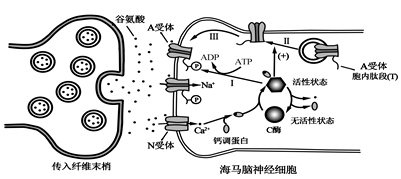 谷氨酸
A受体
III
II
ADP
ATP
(+)
A受体
胞内肽段(T)
P
I
Na⁺
活性状态
P
Ca²⁺
C酶
无活性状态
N受体
钙调蛋白
传入纤维末梢
海马脑神经细胞